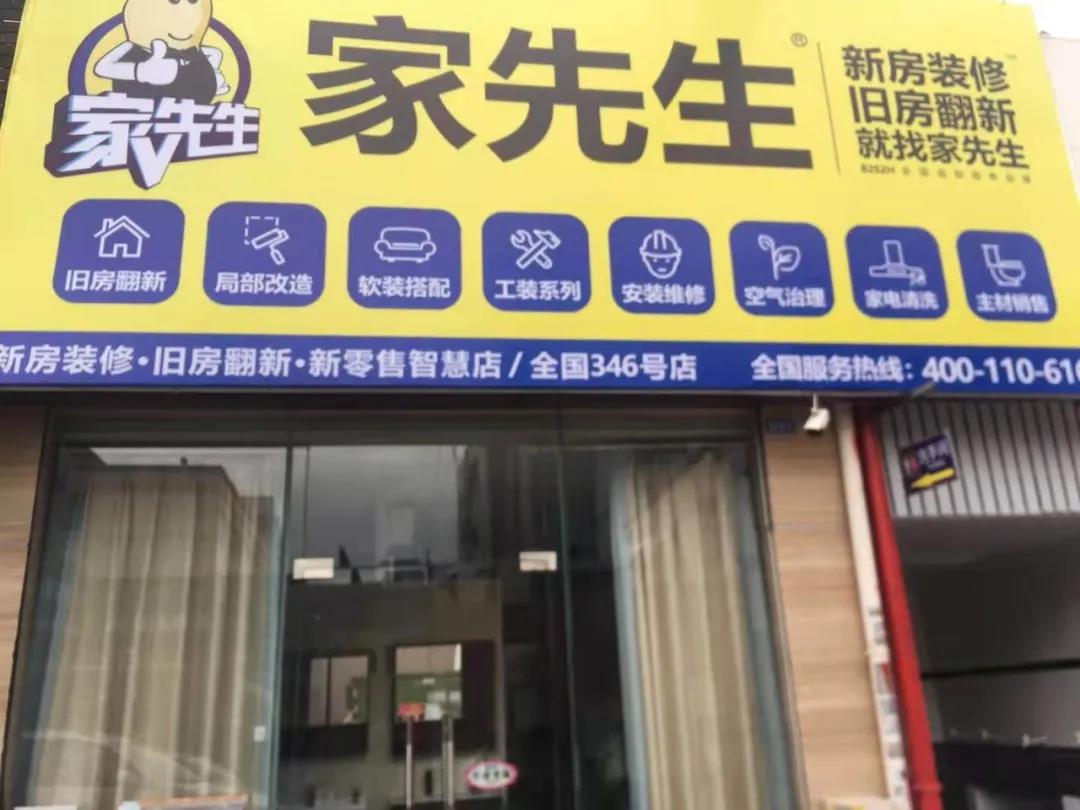 家先生
家先生®
新房装修™
旧房翻新
就找家先生
旧房翻新
局部改造
软装搭配
工装系列
安装维修
空气治理
家电清洗
主材销售
新房装修·旧房翻新·新零售智慧店/全国346号店
全国服务热线：400-110-616